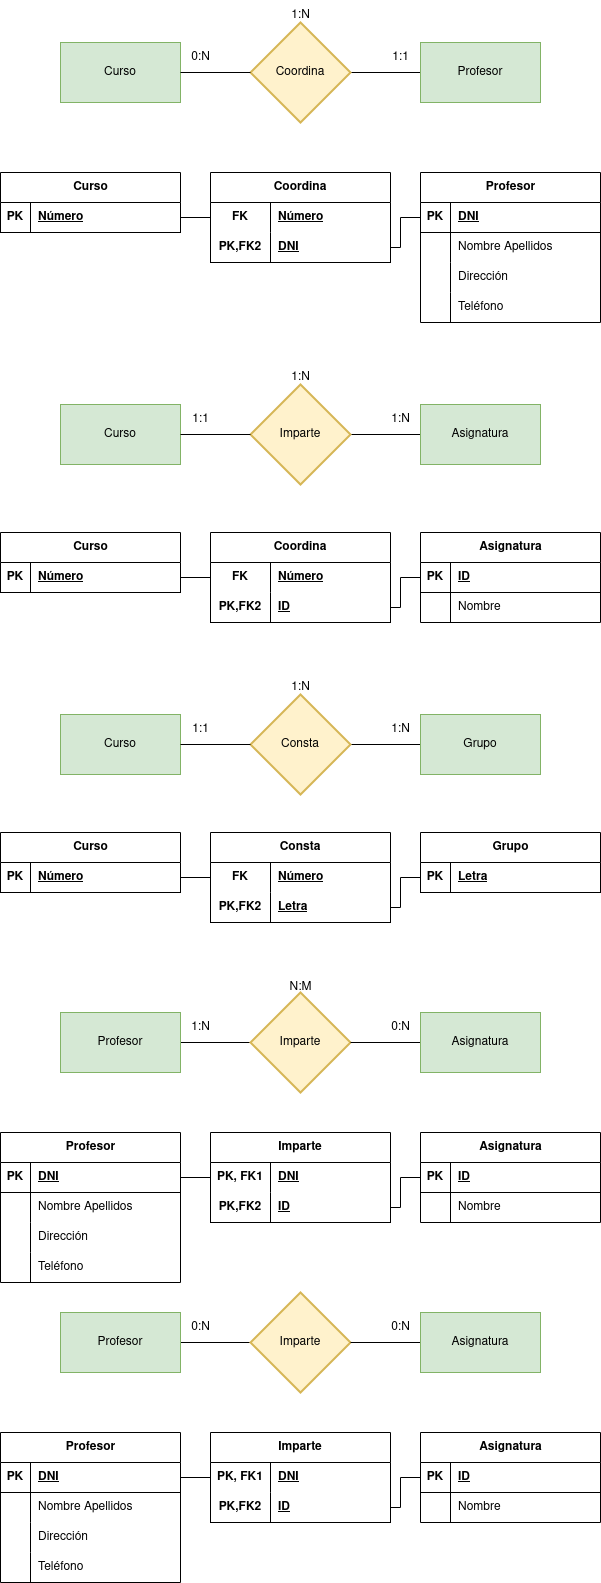 1:N
0:N
1:1
Curso
Coordina
Profesor
Curso
Coordina
Profesor
PK Número
FK Número
PK DNI
PK,FK2 DNI
Nombre Apellidos
Dirección
Teléfono
1:N
1:1
1:N
Curso
Imparte
Asignatura
Curso
Coordina
Asignatura
PK Número
FK Número
PK ID
PK,FK2 ID
Nombre
1:N
1:1
1:N
Curso
Consta
Grupo
Curso
Consta
Grupo
PK Número
FK Número
PK Letra
PK,FK2 Letra
N:M
1:N
0:N
Profesor
Imparte
Asignatura
Profesor
Imparte
Asignatura
PK DNI
PK, FK1 DNI
PK ID
Nombre Apellidos
PK,FK2 ID
Nombre
Dirección
Teléfono
0:N
0:N
Profesor
Imparte
Asignatura
Profesor
Imparte
Asignatura
PK DNI
PK, FK1 DNI
PK ID
Nombre Apellidos
PK,FK2 ID
Nombre
Dirección
Teléfono